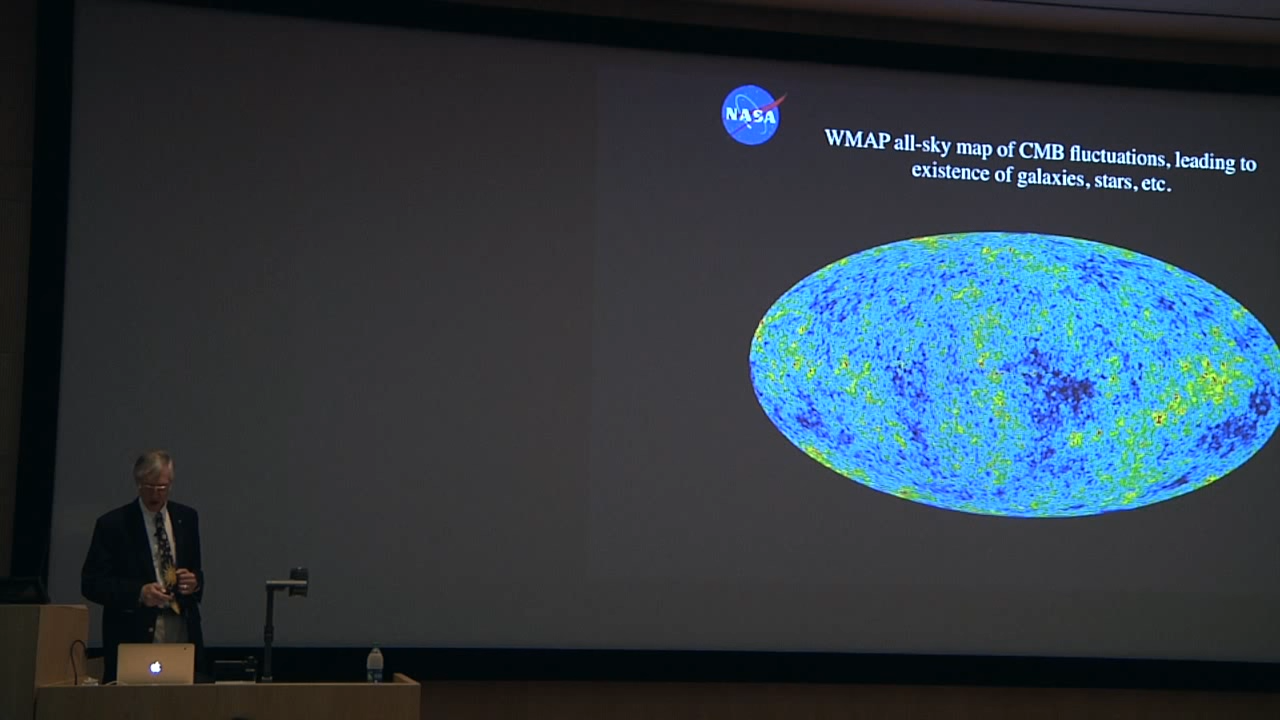 NASA
WMAP all-sky map of CMB fluctuations, leading to
existence of galaxies, stars, etc.